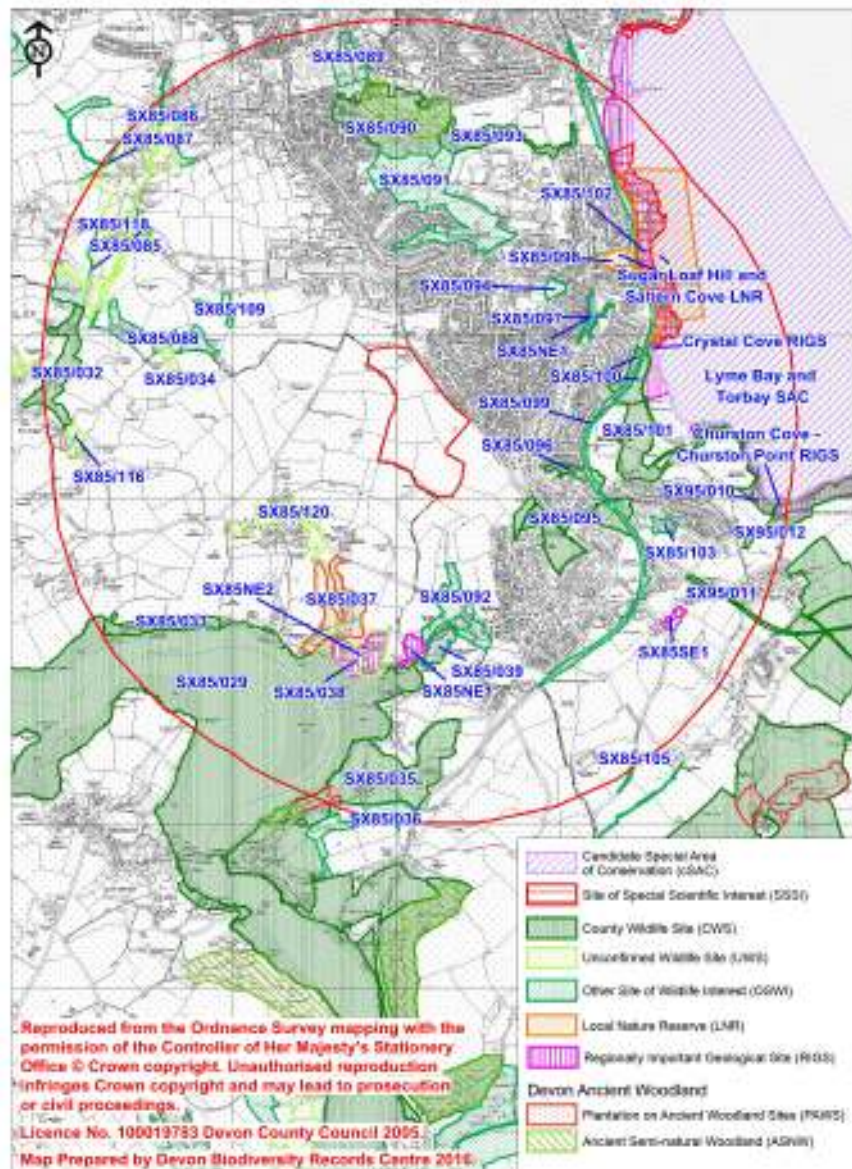 N
SX85/089
SX85/086
SX85/087
SX85/090
SX85/093
SX85/091
SX85/102
SX85/118
SX85/085
SX85/098
Sugar Loaf Hill and
Saltern Cove LNR
SX85/094
SX85/109
SX85/097
SX85NE1
SX85/088
Crystal Cove RIGS
SX85/032
SX85/034
SX85/100
Lyme Bay and
Torbay SAC
SX85/099
SX85/101
Churston Cove -
Churston Point RIGS
SX85/096
SX85/116
SX95/010
SX85/120
SX85/095
SX95/012
SX85/103
SX85NE2
SX85/037
SX85/092
SX95/011
SX85/033
SX85SE1
SX85/029
SX85/038
SX85/039
SX85NE1
SX85/105
SX85/035
SX85/036
Candidate Special Area
of Conservation (cSAC)
Site of Special Scientific Interest (SSSI)
County Wildlife Site (CWS)
Unconfirmed Wildlife Site (UWS)
Other Site of Wildlife Interest (OSWI)
Local Nature Reserve (LNR)
Regionally Important Geological Site (RIGS)
Devon Ancient Woodland
Plantation on Ancient Woodland Sites (PAWS)
Ancient Semi-natural Woodland (ASNW)
Reproduced from the Ordnance Survey mapping with the
permission of the Controller of Her Majesty's Stationery
Office © Crown copyright. Unauthorised reproduction
infringes Crown copyright and may lead to prosecution
or civil proceedings.
Licence No. 100019783 Devon County Council 2005.
Map Prepared by Devon Biodiversity Records Centre 2016.